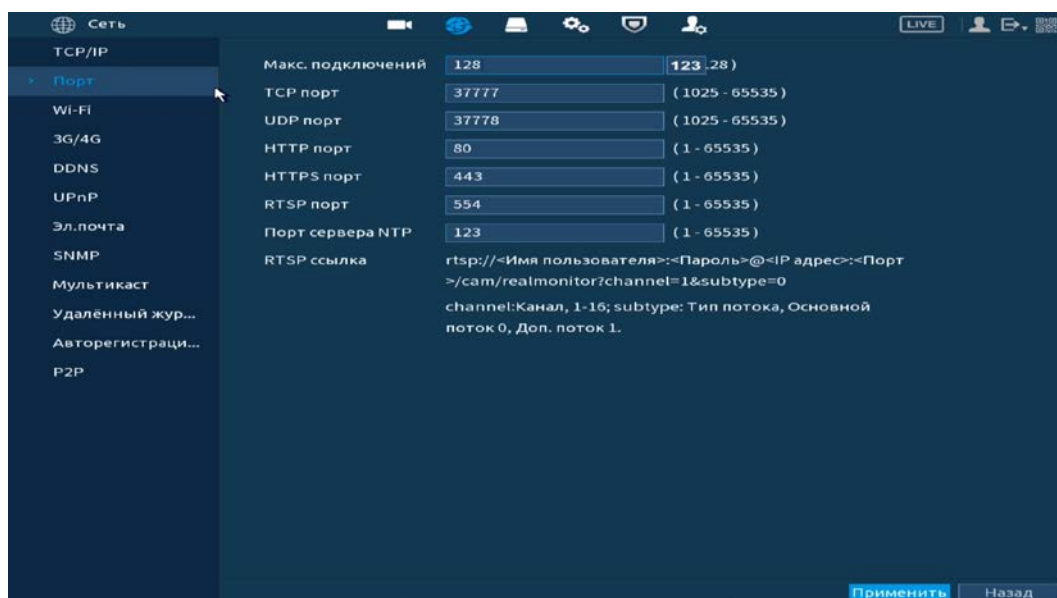 Сеть
LIVE
TCP/IP
Порт
Wi-Fi
3G/4G
DDNS
UPnP
Эл.почта
SNMP
Мультикаст
Удалённый жур...
Авторегистраци...
P2P
Макс. подключений 128 123 .28 )
TCP порт 37777 ( 1025 - 65535 )
UDP порт 37778 ( 1025 - 65535 )
HTTP порт 80 ( 1 - 65535 )
HTTPS порт 443 ( 1 - 65535 )
RTSP порт 554 ( 1 - 65535 )
Порт сервера NTP 123 ( 1 - 65535 )
RTSP ссылка rtsp://<Имя пользователя>:<Пароль>@<IP адрес>:<Порт
>/cam/realmonitor?channel=1&subtype=0
channel:Канал, 1-16; subtype: Тип потока, Основной
поток 0, Доп. поток 1.
Применить Назад